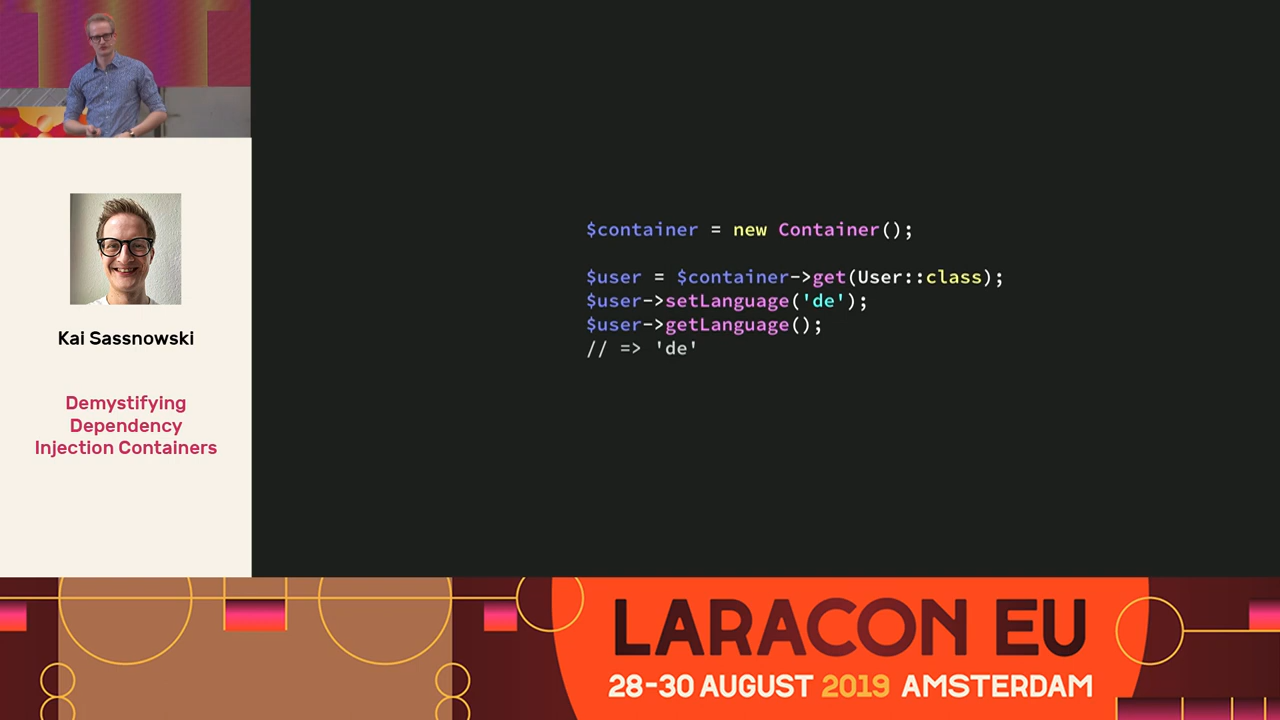 Kai Sassnowski
Demystifying
Dependency
Injection Containers
$container = new Container();
$user = $container->get(User::class);
$user->setLanguage('de');
$user->getLanguage();
// => 'de'
LARACON EU
28-30 AUGUST 2019 AMSTERDAM